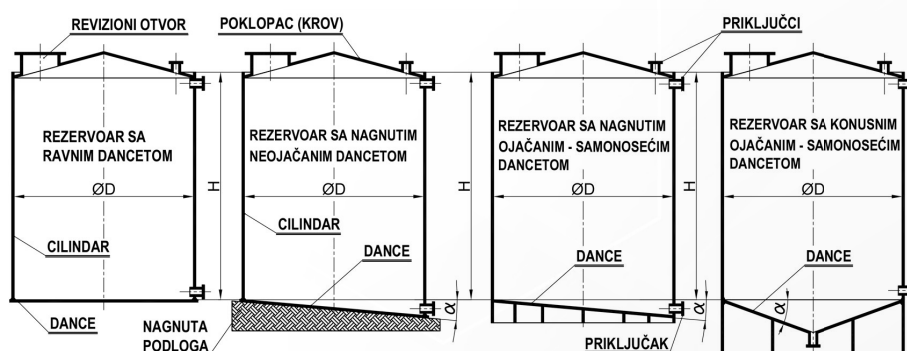 REVIZIONI OTVOR
POKLOPAC (KROV)
PRIKLJUČCI
REZERVOAR SA
RAVNIM DANCETOM
REZERVOAR SA NAGNUTIM
NEOJAČANIM DANCETOM
REZERVOAR SA NAGNUTIM
OJAČANIM - SAMONOSEĆIM
DANCETOM
REZERVOAR SA KONUSNIM
OJAČANIM - SAMONOSEĆIM
DANCETOM
ØD
H
ØD
H
ØD
H
ØD
CILINDAR
CILINDAR
DANCE
DANCE
DANCE
α
α
α
DANCE
NAGNUTA
PODLOGA
PRIKLJUČAK